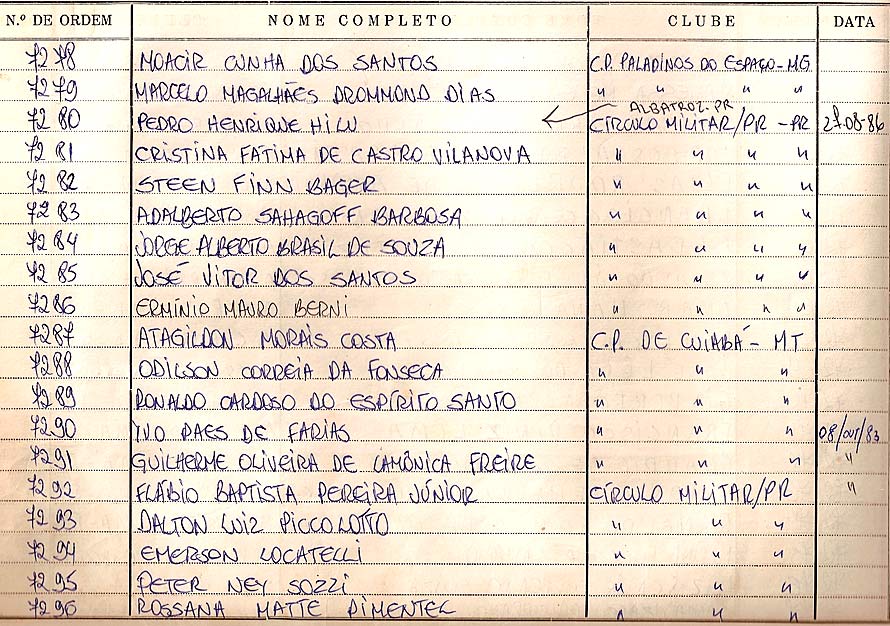 N.º DE ORDEM NOME COMPLETO CLUBE DATA
7278 MOACIR CUNHA DOS SANTOS C.P. PALADINOS DO ESPAÇO-MG
7279 MARCELO MAGALHÃES DROMMOND DIAS " " " "
ALBATROZ-PR
7280 PEDRO HENRIQUE HILU CÍRCULO MILITAR/PR -PR 27-08-86
7281 CRISTINA FATIMA DE CASTRO VILANOVA " " " "
7282 STEEN FINN BAGER " " " "
7283 ADALBERTO SAHAGOFF BARBOSA " " " "
7284 JORGE ALBERTO BRASIL DE SOUZA " " " "
7285 JOSÉ VITOR DOS SANTOS " " " "
7286 ERMÍNIO MAURO BERNI " " " "
7287 ATAGILDON MORAIS COSTA C.P. DE CUIABÁ - MT
7288 ODILSON CORREIA DA FONSECA " " "
7289 RONALDO CARDOSO DO ESPÍRITO SANTO " " "
7290 IVO PAES DE FARIAS " " " 08/OUT/83
7291 GUILHERME OLIVEIRA DE LAMÔNICA FREIRE " " " "
7292 FLÁBIO BAPTISTA PEREIRA JÚNIOR CÍRCULO MILITAR/PR "
7293 DALTON LUIZ PICCOLOTTO " " "
7294 EMERSON LOCATELLI " " "
7295 PETER NEY SOZZI " " "
7296 ROSSANA MATTE PIMENTEL " " "